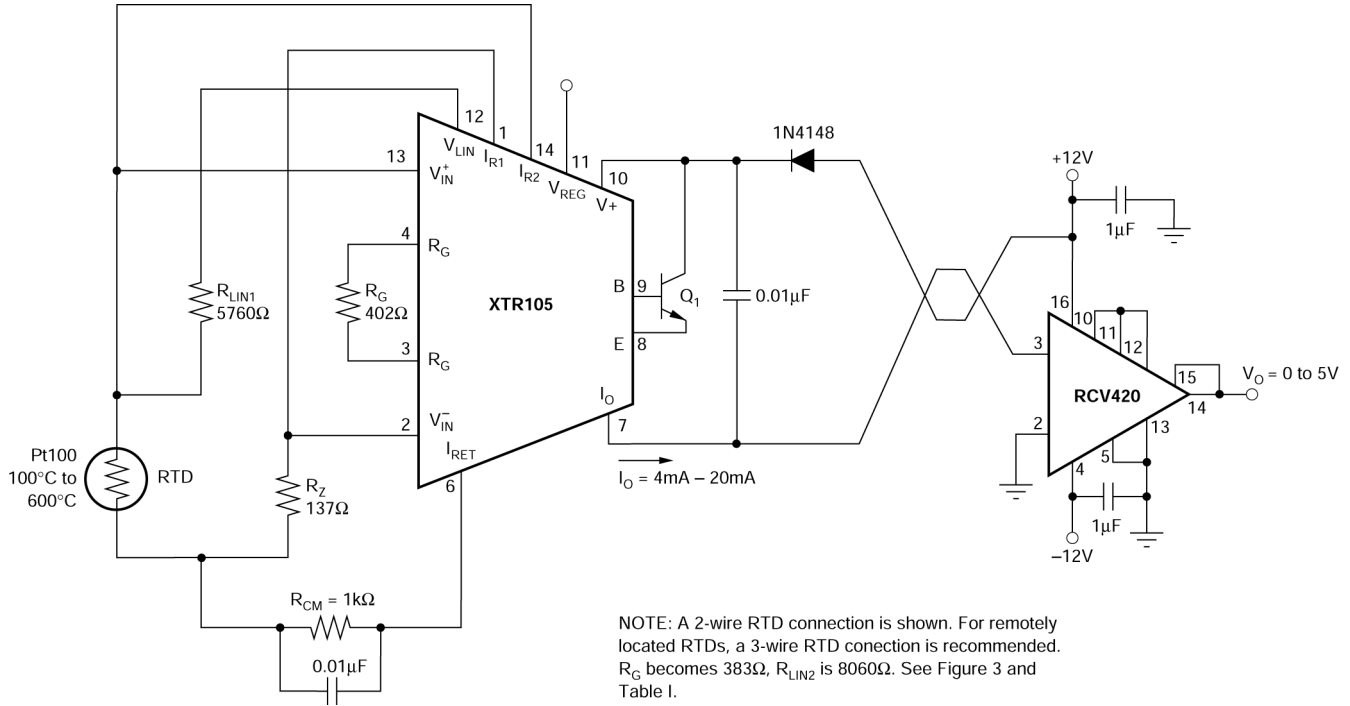 12
1
14
11
10
13
V_LIN
I_R1
I_R2
V_REG
V+
V⁺_IN
1N4148
+12V
1µF
4
R_G
R_LIN1
5760Ω
R_G
402Ω
XTR105
B
9
Q₁
0.01µF
E
8
3
R_G
16
10
11
12
3
15
V_O = 0 to 5V
RCV420
14
I_O
7
2
V⁻_IN
I_RET
6
2
13
5
4
Pt100
100°C to
600°C
RTD
R_Z
137Ω
I_O = 4mA – 20mA
1µF
–12V
R_CM = 1kΩ
0.01µF
NOTE: A 2-wire RTD connection is shown. For remotely
located RTDs, a 3-wire RTD conection is recommended.
R_G becomes 383Ω, R_LIN2 is 8060Ω. See Figure 3 and
Table I.